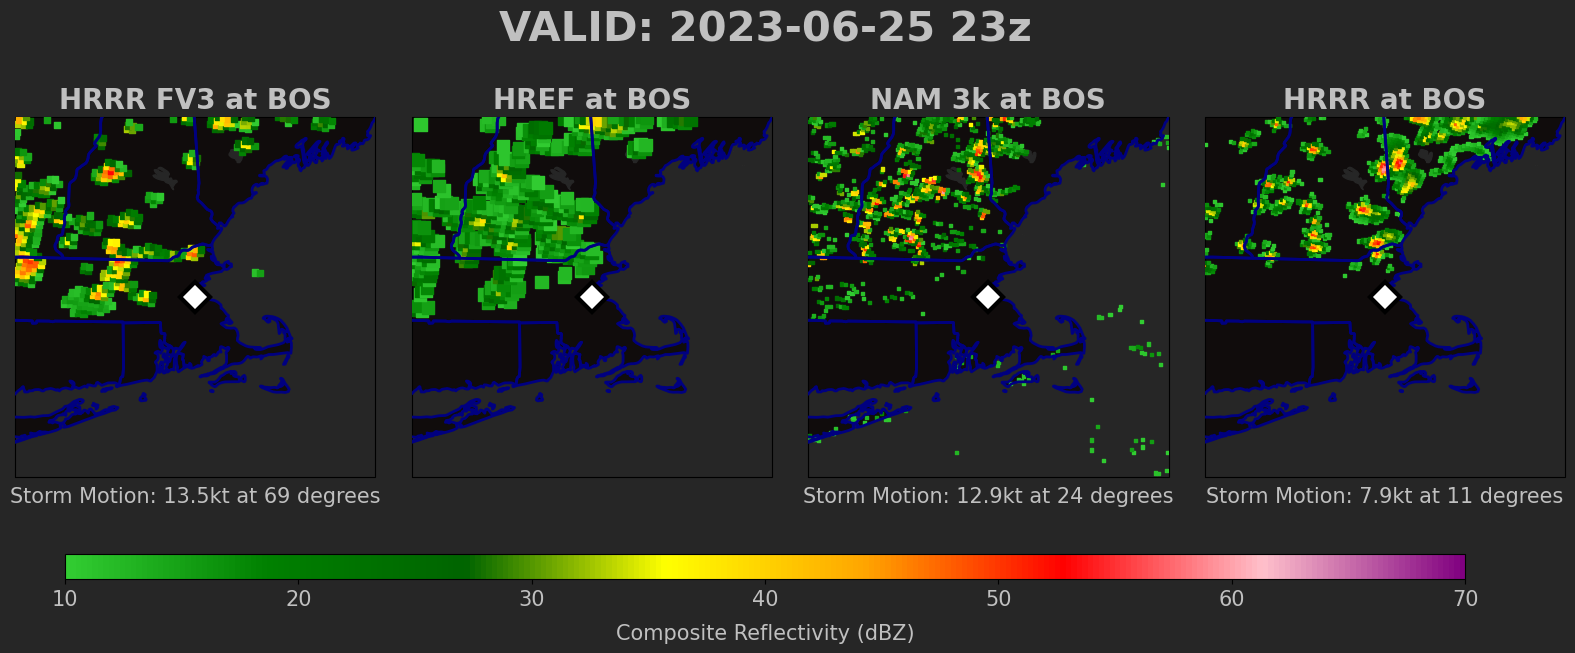 VALID: 2023-06-25 23z
HRRR FV3 at BOS
HREF at BOS
NAM 3k at BOS
HRRR at BOS
Storm Motion: 13.5kt at 69 degrees
Storm Motion: 12.9kt at 24 degrees
Storm Motion: 7.9kt at 11 degrees
10 20 30 40 50 60 70
Composite Reflectivity (dBZ)